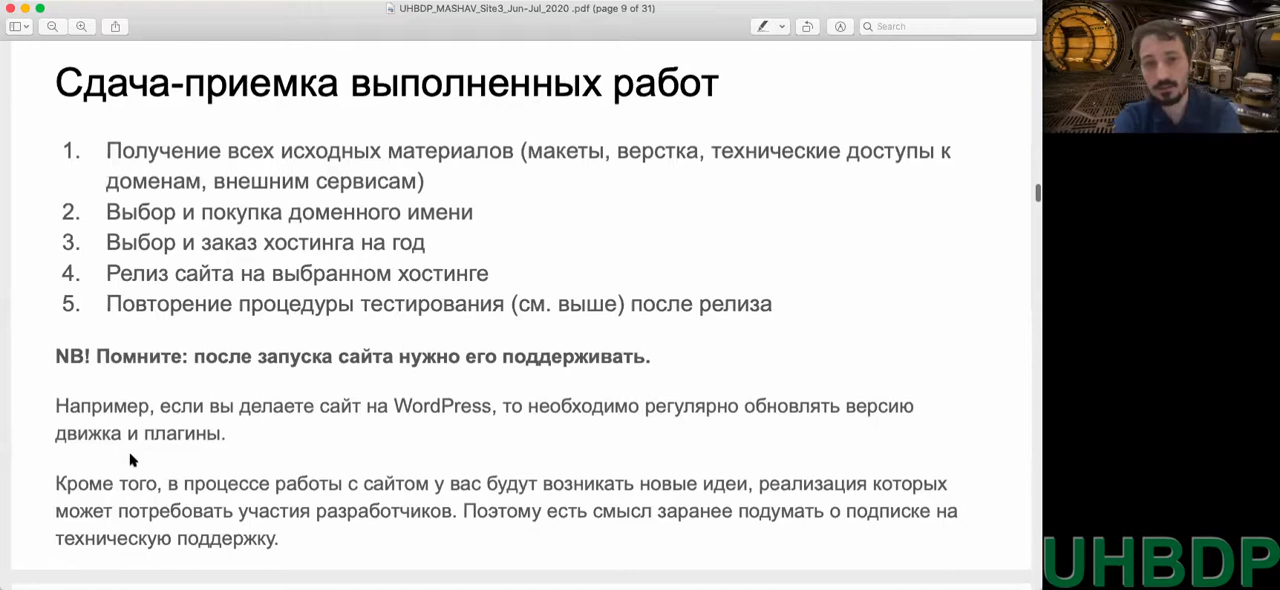 UHBDP_MASHAV_Site3_Jun-Jul_2020 .pdf (page 9 of 31)
Search
Сдача-приемка выполненных работ
1. Получение всех исходных материалов (макеты, верстка, технические доступы к
доменам, внешним сервисам)
2. Выбор и покупка доменного имени
3. Выбор и заказ хостинга на год
4. Релиз сайта на выбранном хостинге
5. Повторение процедуры тестирования (см. выше) после релиза
NB! Помните: после запуска сайта нужно его поддерживать.
Например, если вы делаете сайт на WordPress, то необходимо регулярно обновлять версию
движка и плагины.
Кроме того, в процессе работы с сайтом у вас будут возникать новые идеи, реализация которых
может потребовать участия разработчиков. Поэтому есть смысл заранее подумать о подписке на
техническую поддержку.
UHBDP